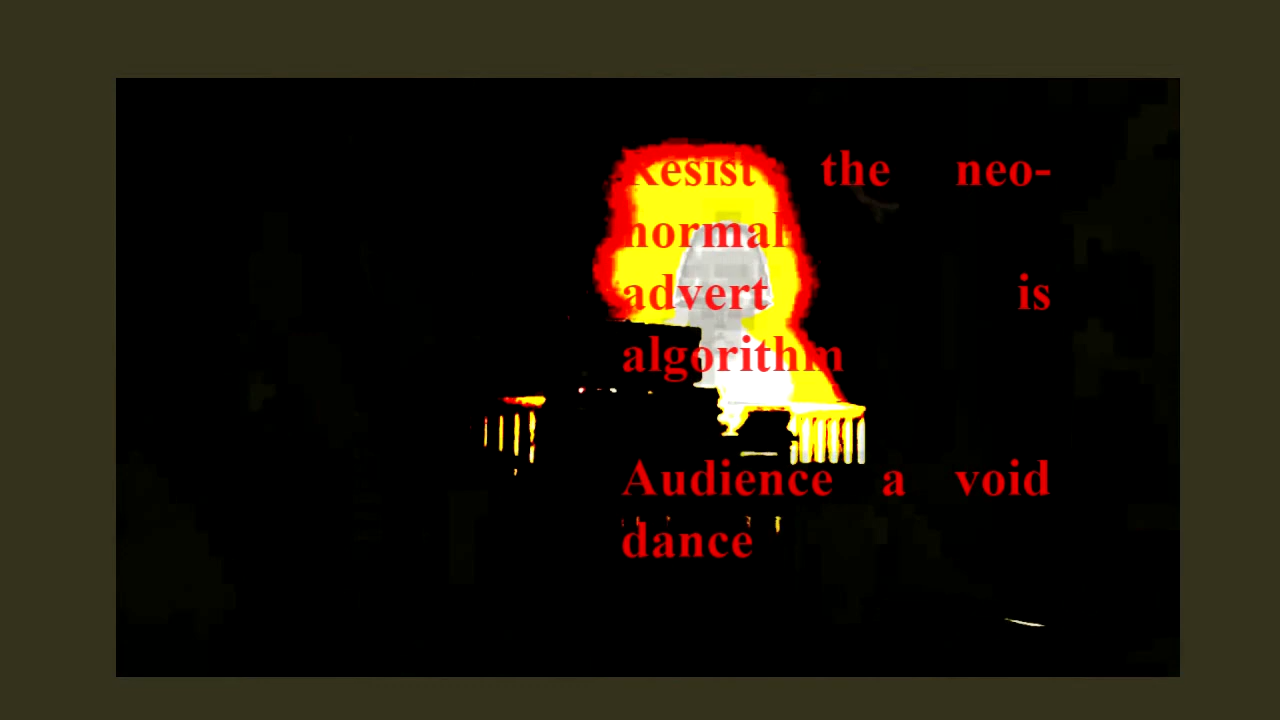 Resist the neo-
normal
advert is
algorithm
Audience a void
dance